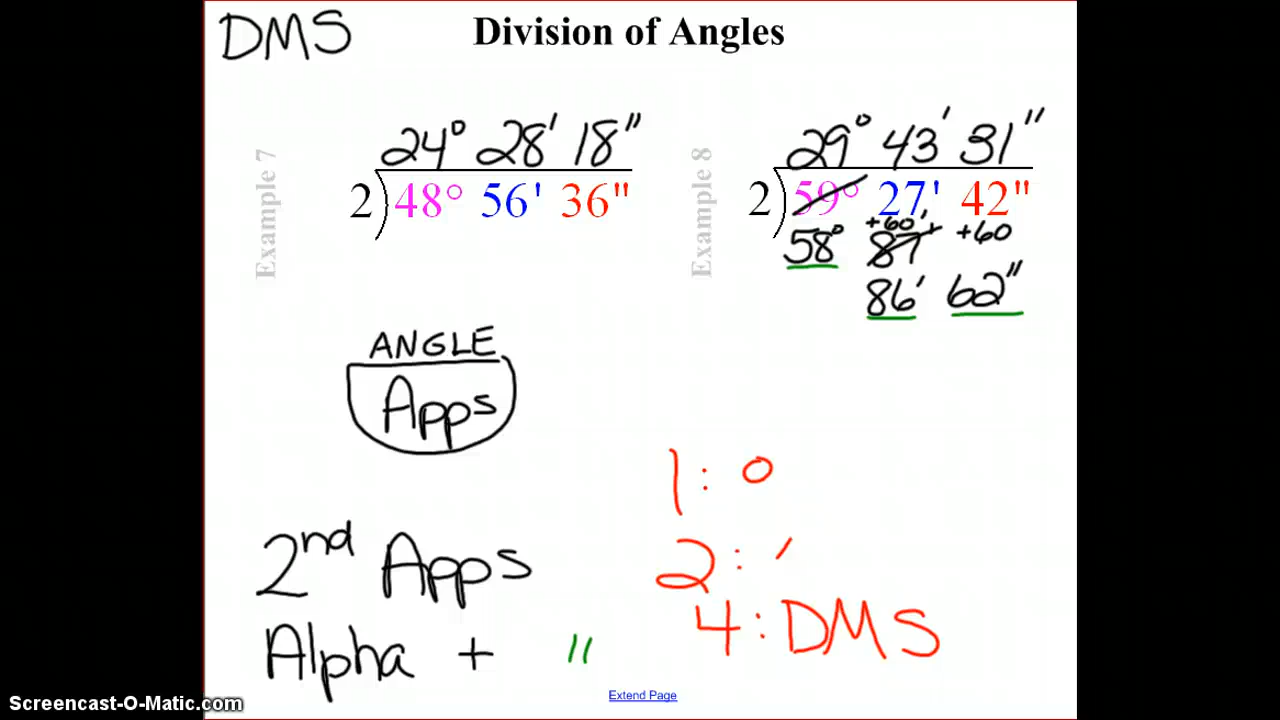 DMS
Division of Angles
Example 7
24° 28' 18"
2)48° 56' 36"
Example 8
29° 43' 31"
2)59° 27' 42"
+60' +60
58° 87'
86' 62"
ANGLE
Apps
1: °
2: '
4: DMS
2nd Apps
Alpha + "
Extend Page
Screencast-O-Matic.com